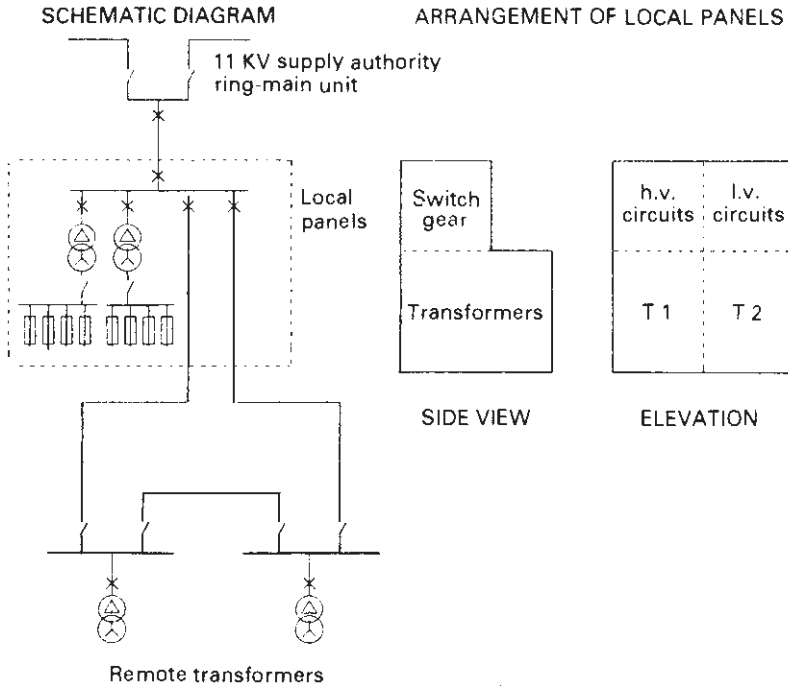 SCHEMATIC DIAGRAM
ARRANGEMENT OF LOCAL PANELS
11 KV supply authority
ring-main unit
Local
panels
Switch
gear
Transformers
h.v.
circuits
l.v.
circuits
T 1
T 2
SIDE VIEW
ELEVATION
Remote transformers